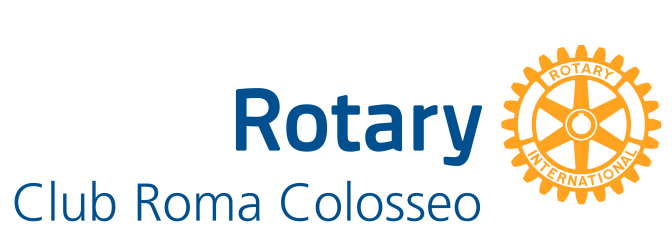 Rotary
Club Roma Colosseo
ROTARY
INTERNATIONAL